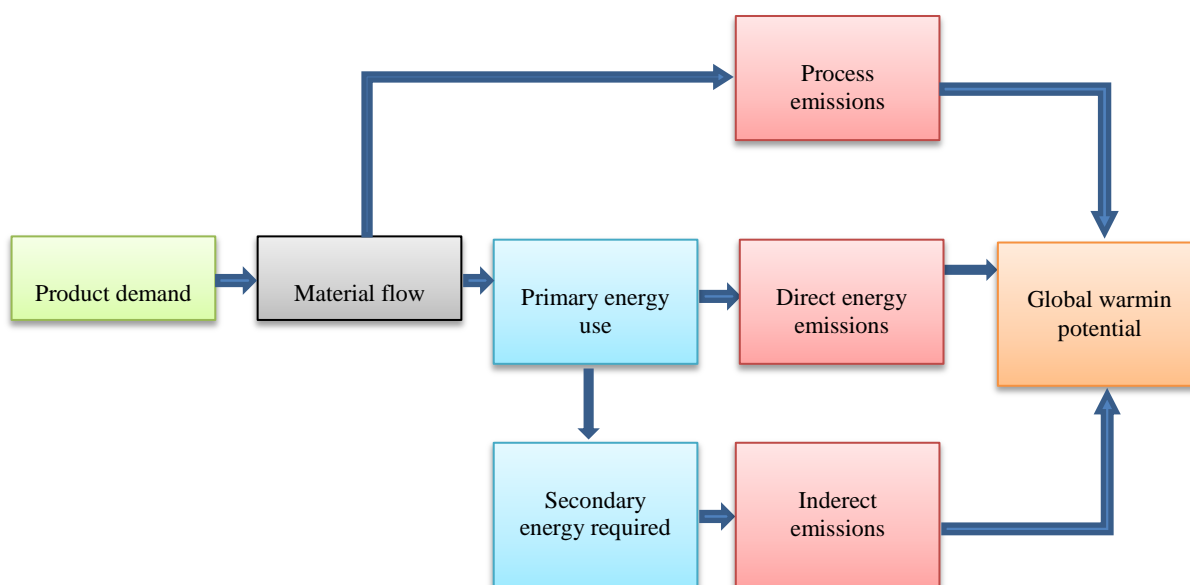 Process
emissions
Product demand
Material flow
Primary energy
use
Direct energy
emissions
Global warmin
potential
Secondary
energy required
Inderect
emissions